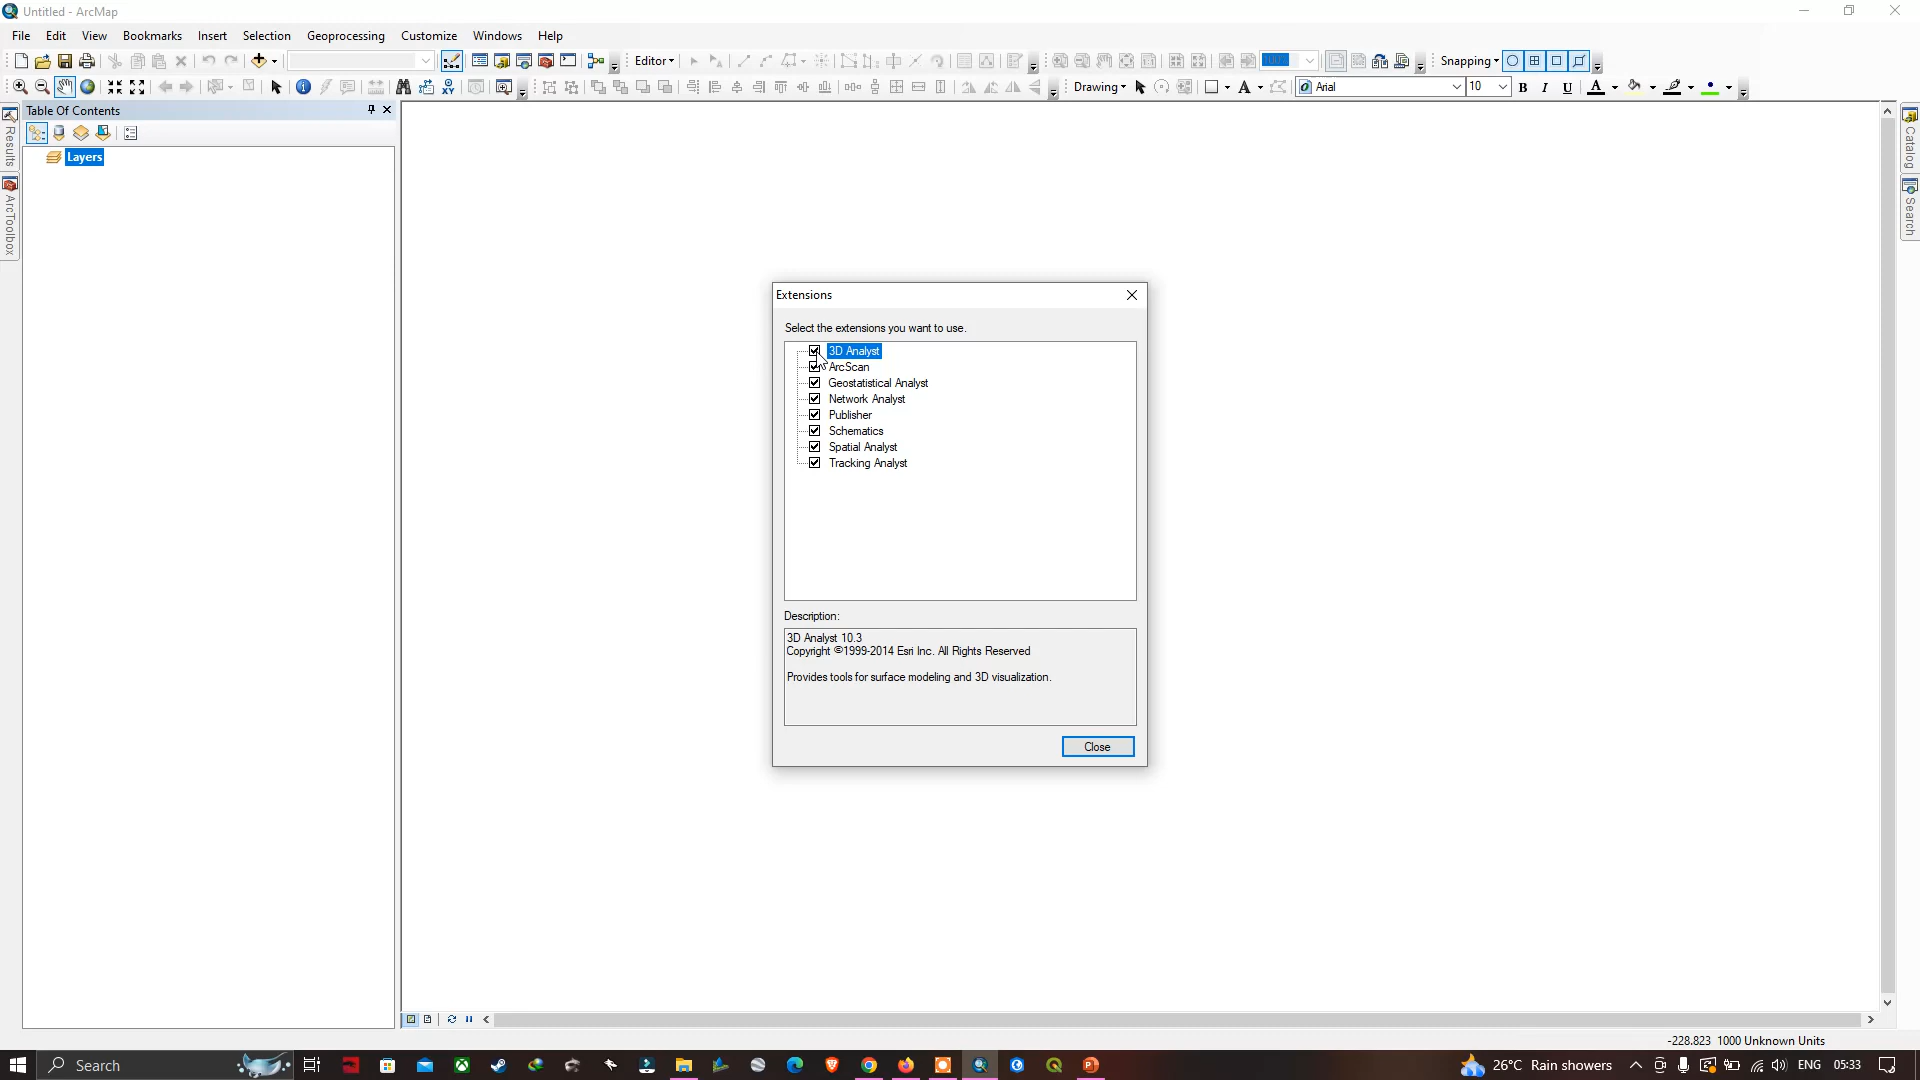 Untitled - ArcMap
File Edit View Bookmarks Insert Selection Geoprocessing Customize Windows Help
Editor
100%
Snapping
Drawing
Arial
10
B I U A
Table Of Contents
Results
ArcToolbox
Layers
Catalog
Search
Extensions
Select the extensions you want to use.
3D Analyst
ArcScan
Geostatistical Analyst
Network Analyst
Publisher
Schematics
Spatial Analyst
Tracking Analyst
Description:
3D Analyst 10.3
Copyright ©1999-2014 Esri Inc. All Rights Reserved
Provides tools for surface modeling and 3D visualization.
Close
-228.823 1000 Unknown Units
Search
26°C Rain showers
ENG
05:33